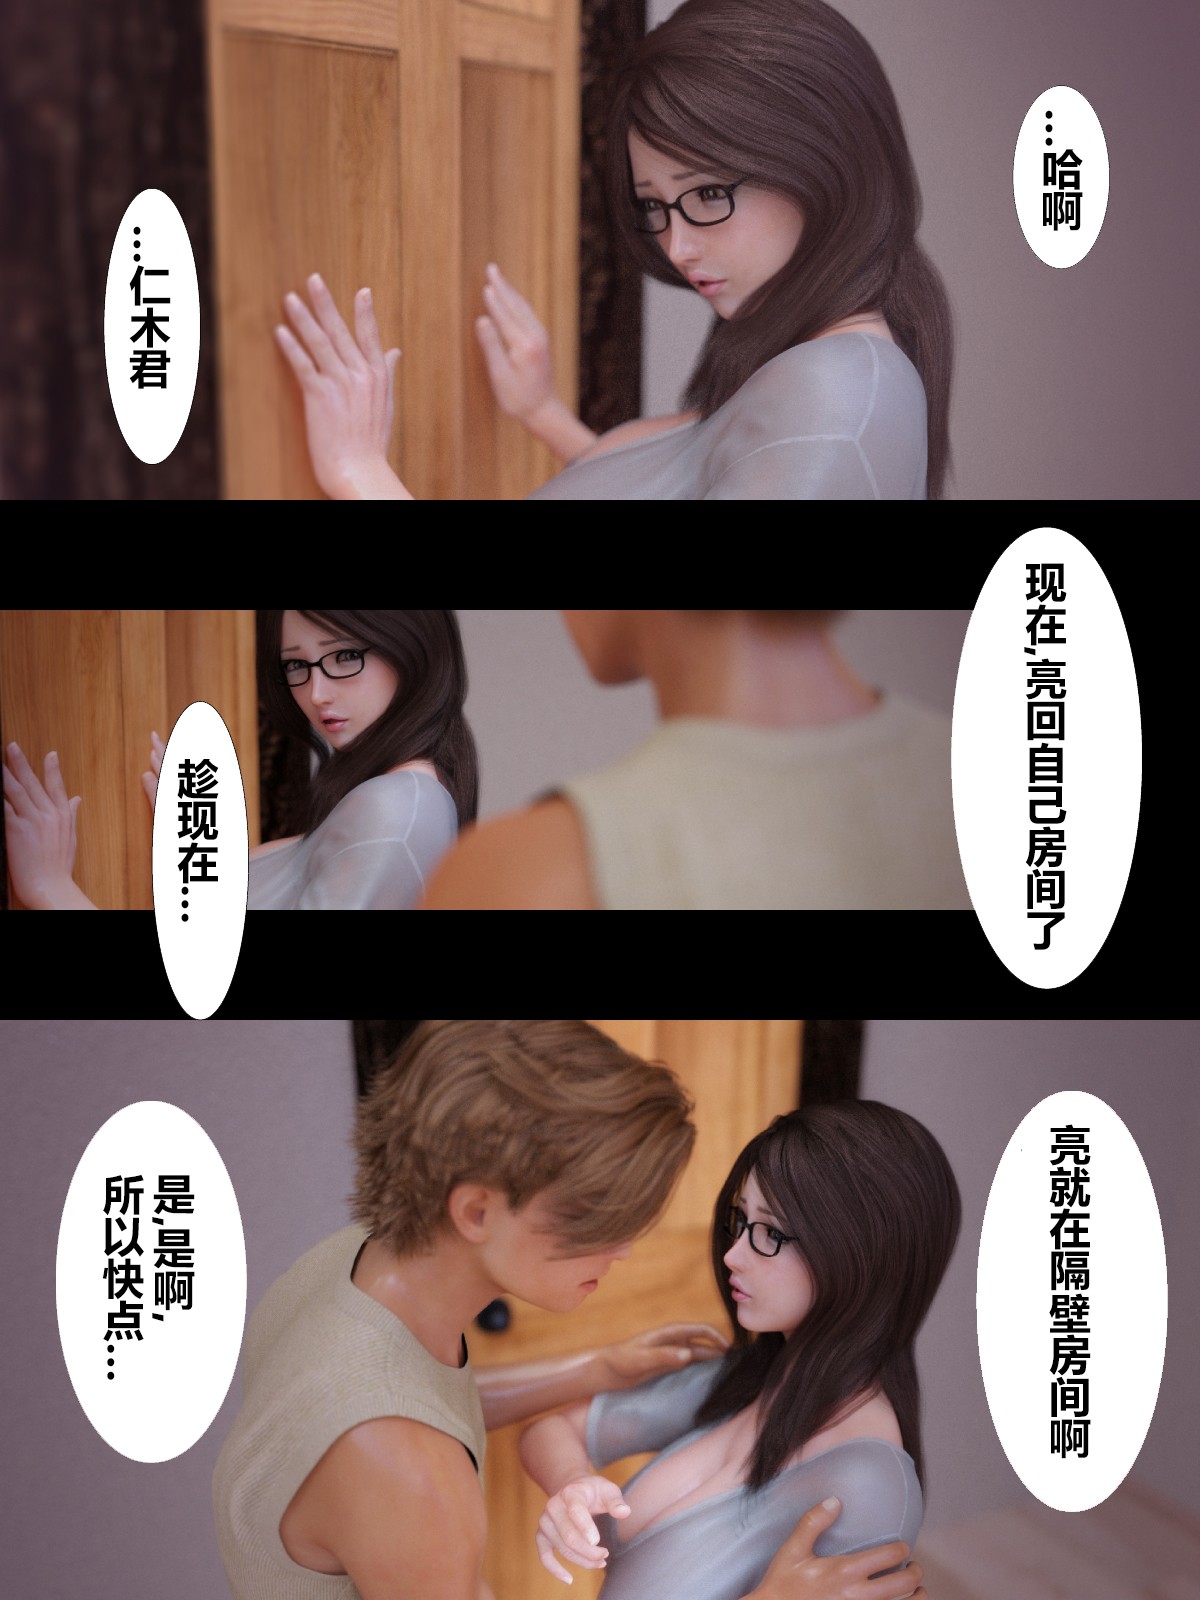 …哈啊
…仁木君
现在,亮回自己房间了
趁现在…
亮就在隔壁房间啊
是,是啊,
所以快点…